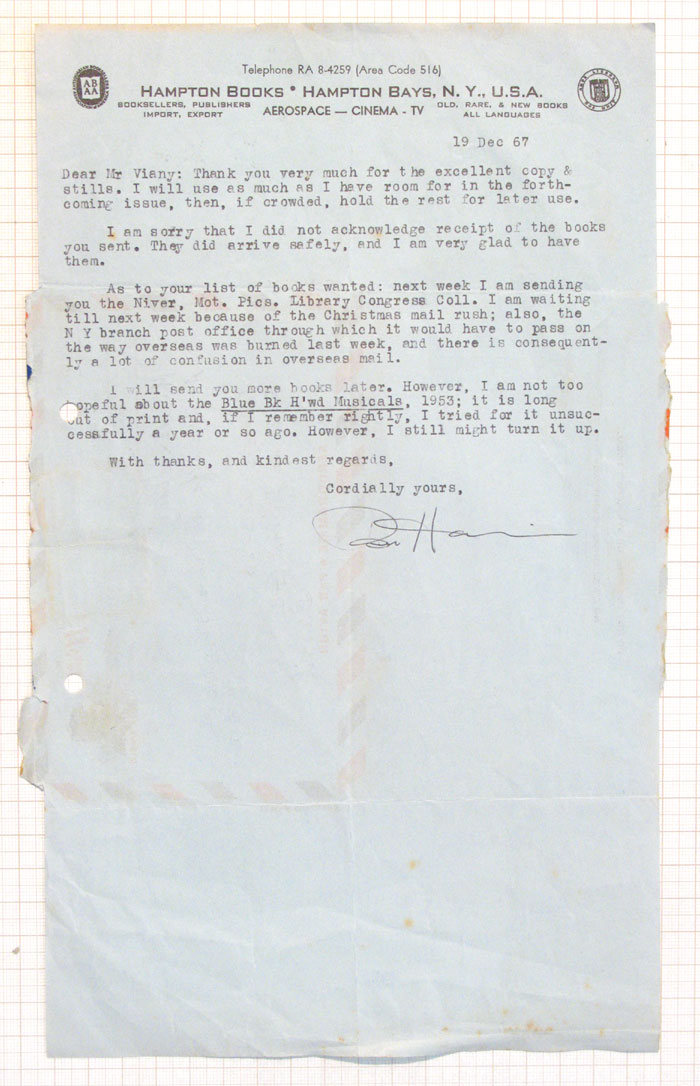 Telephone RA 8-4259 (Area Code 516)
AB
AA
HAMPTON BOOKS * HAMPTON BAYS, N. Y., U.S.A.
BOOKSELLERS, PUBLISHERS
IMPORT, EXPORT
AEROSPACE — CINEMA - TV
OLD, RARE, & NEW BOOKS
ALL LANGUAGES
19 Dec 67
Dear Mr Viany: Thank you very much for the excellent copy &
stills. I will use as much as I have room for in the forth-
coming issue, then, if crowded, hold the rest for later use.
I am sorry that I did not acknowledge receipt of the books
you sent. They did arrive safely, and I am very glad to have
them.
As to your list of books wanted: next week I am sending
you the Niver, Mot. Pics. Library Congress Coll. I am waiting
till next week because of the Christmas mail rush; also, the
N Y branch post office through which it would have to pass on
the way overseas was burned last week, and there is consequent-
ly a lot of confusion in overseas mail.
I will send you more books later. However, I am not too
hopeful about the Blue Bk H'wd Musicals, 1953; it is long
out of print and, if I remember rightly, I tried for it unsuc-
cessfully a year or so ago. However, I still might turn it up.
With thanks, and kindest regards,
Cordially yours,